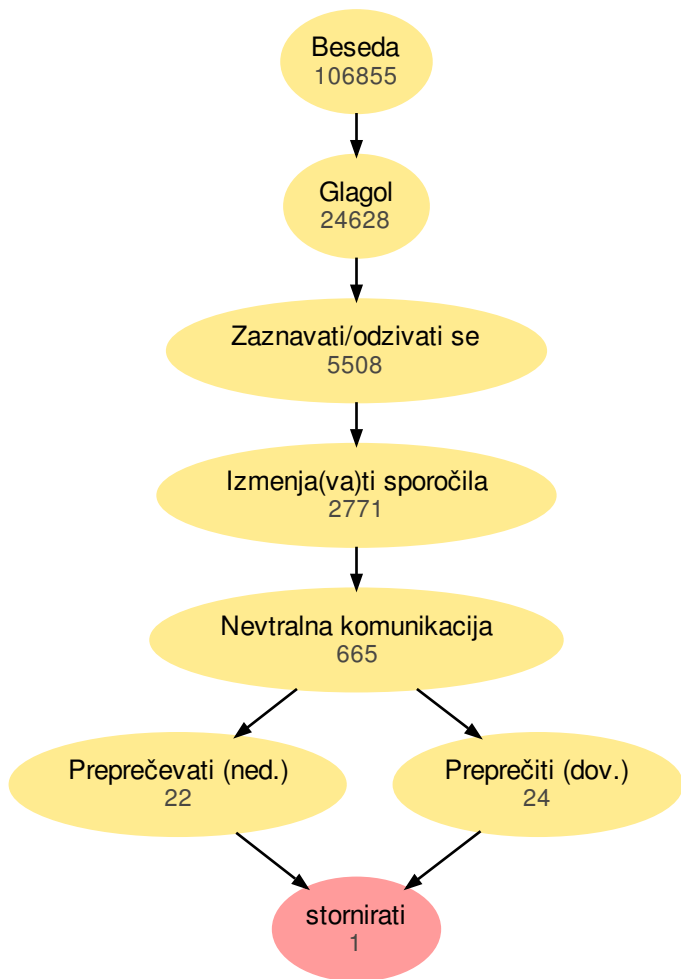 Beseda
106855
Glagol
24628
Zaznavati/odzivati se
5508
Izmenja(va)ti sporočila
2771
Nevtralna komunikacija
665
Preprečevati (ned.)
22
Preprečiti (dov.)
24
stornirati
1